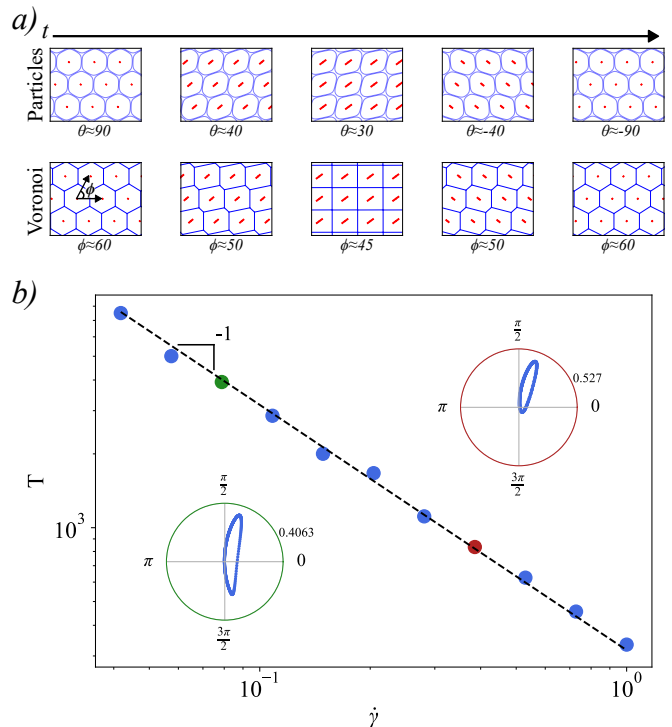 a) t
Particles
θ≈90 θ≈40 θ≈30 θ≈-40 θ≈-90
Voronoi
ϕ
ϕ≈60 ϕ≈50 ϕ≈45 ϕ≈50 ϕ≈60
b)
-1
π/2
0.527
π 0
3π/2
T
π/2
0.4063
π 0
3π/2
10³
10⁻¹ 10⁰
γ̇